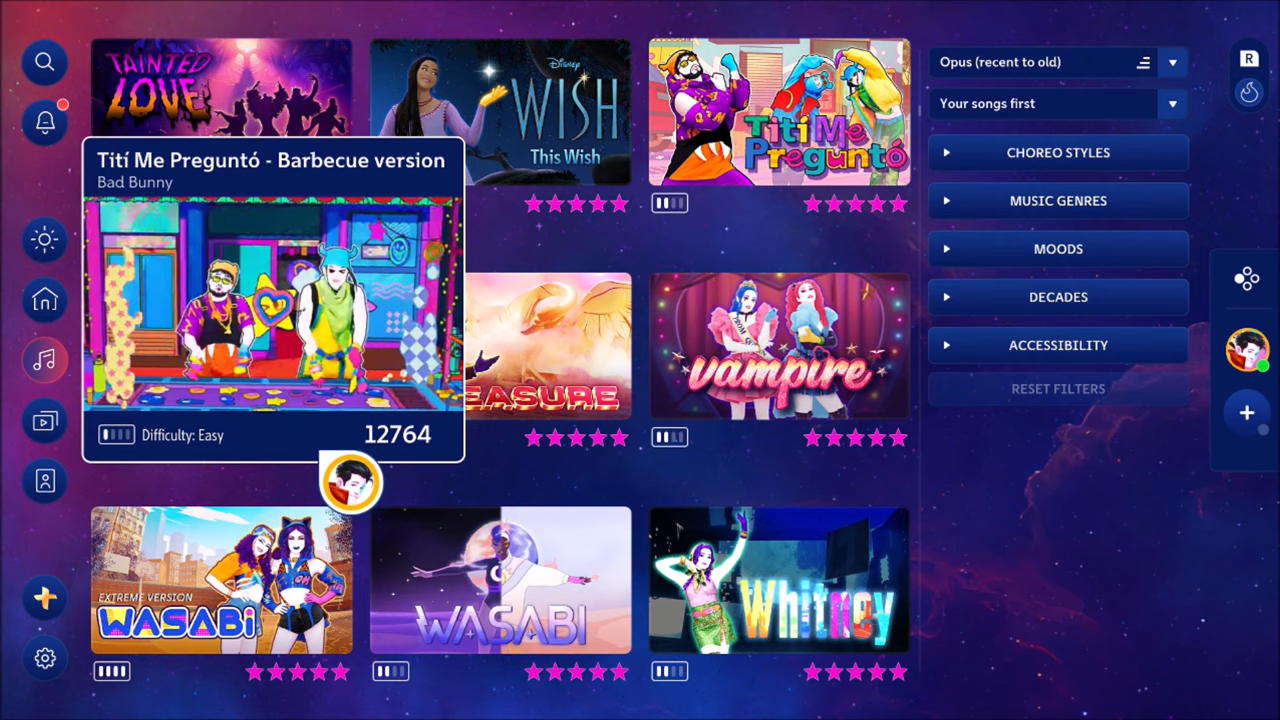 TAINTED
LOVE
Disney
WISH
This Wish
Tití Me
Preguntó
Tití Me Preguntó - Barbecue version
Bad Bunny
Difficulty: Easy
12764
EASURE
PROM
vampire
EXTREME VERSION
WASABi
WASABI
Whitney
Opus (recent to old)
Your songs first
CHOREO STYLES
MUSIC GENRES
MOODS
DECADES
ACCESSIBILITY
RESET FILTERS
R